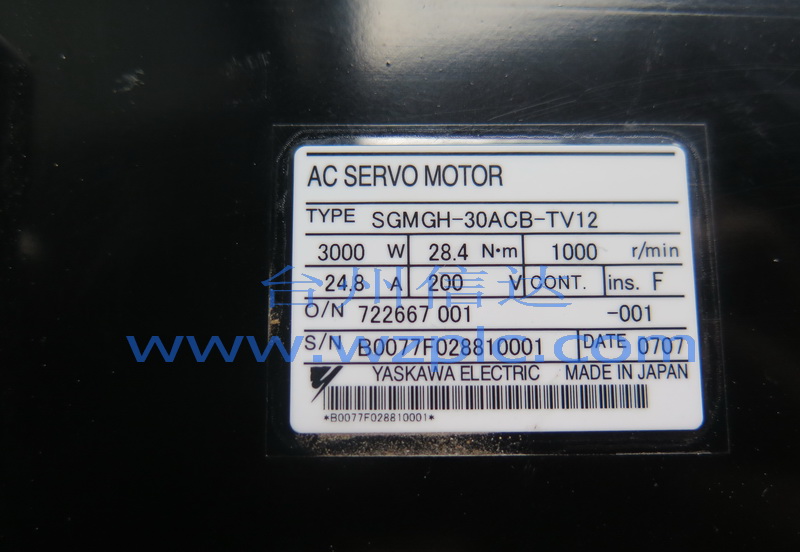 AC SERVO MOTOR
TYPE SGMGH-30ACB-TV12
3000 W 28.4 N·m 1000 r/min
24.8 A 200 V CONT. ins. F
台州信达
O/N 722667 001 -001
www.wzplc.com
S/N B0077F028810001 DATE 0707
YASKAWA ELECTRIC MADE IN JAPAN
*B0077F028810001*